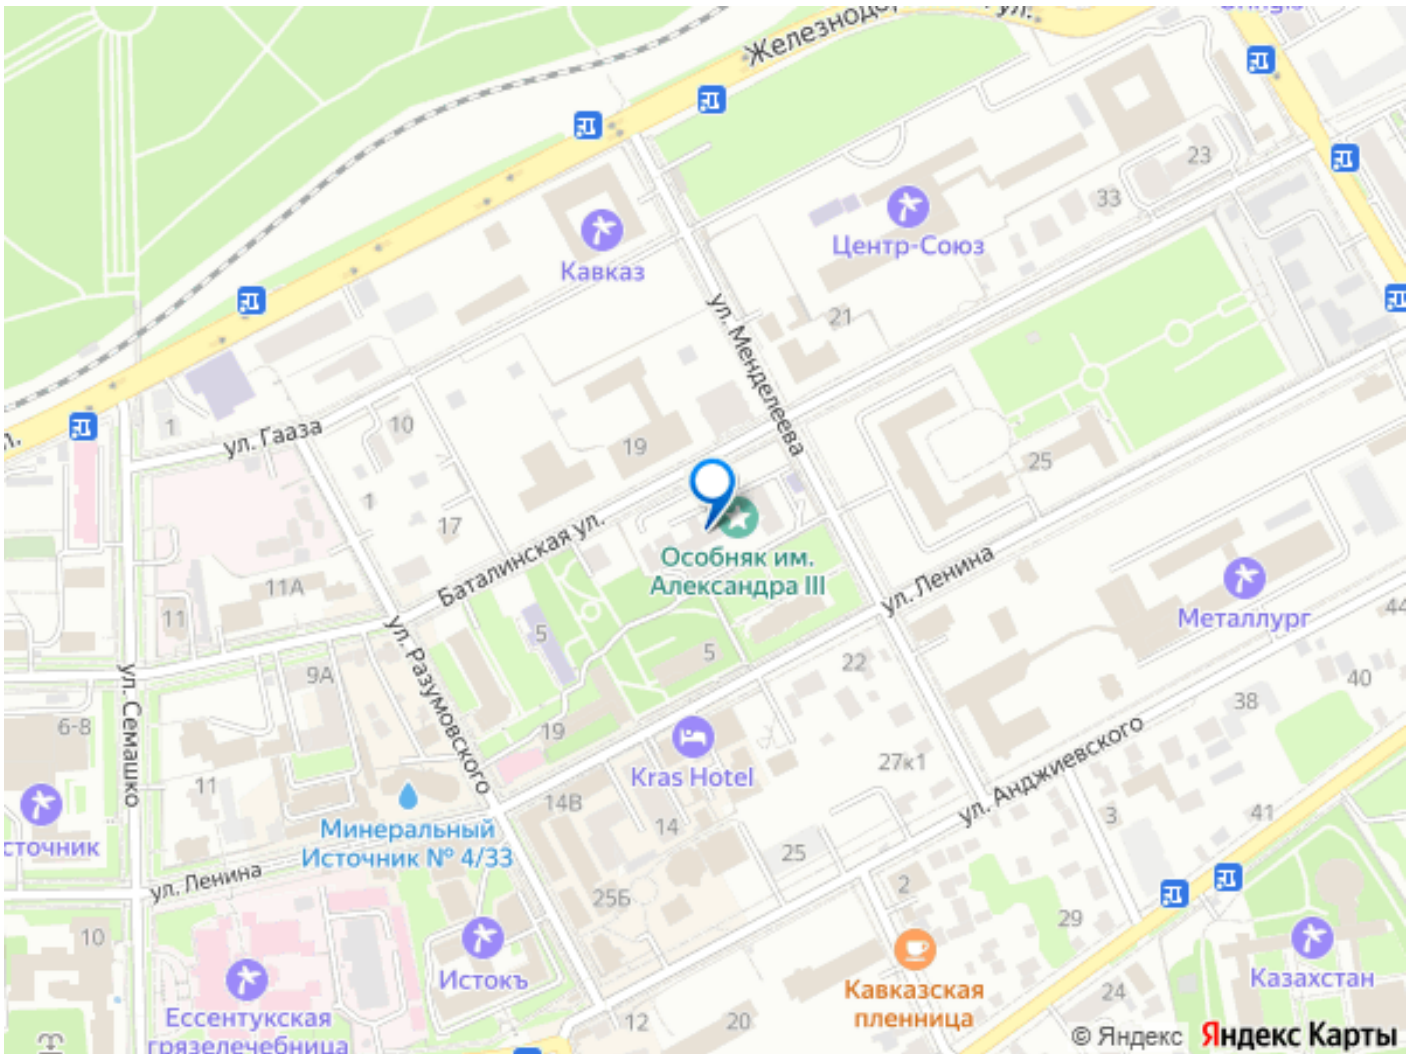 Железнодо
ул.
Кавказ
Центр-Союз
23
33
21
ул. Менделеева
ул. Гааза
1
10
19
1
17
25
Баталинская ул.
Особняк им.
Александра III
ул. Ленина
Металлург
44
11А
11
5
5
22
9А
ул. Разумовского
ул. Семашко
6-8
19
40
38
11
Kras Hotel
27к1
ул. Анджиевского
14В
14
3
41
сточник
Минеральный
Источник № 4/33
ул. Ленина
25
25Б
2
29
10
Истокъ
Кавказская
пленница
Казахстан
24
Ессентукская
грязелечебница
12
20
© Яндекс Яндекс Карты